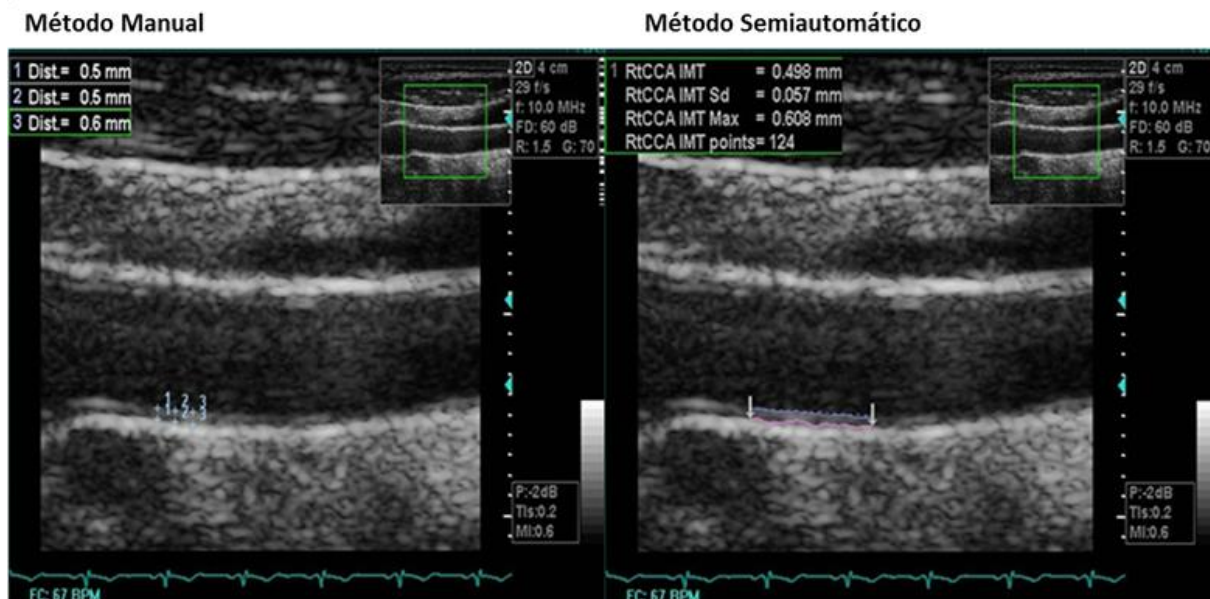 Método Manual
Método Semiautomático
1 Dist.= 0.5 mm
2 Dist.= 0.5 mm
3 Dist.= 0.6 mm
2D 4 cm
29 f/s
f: 10.0 MHz
FD: 60 dB
R: 1.5 G: 70
1 2 3
1 2 3
P:-2dB
TIs:0.2
MI:0.6
FC: 67 BPM
1 RtCCA IMT = 0.498 mm
RtCCA IMT Sd = 0.057 mm
RtCCA IMT Max = 0.608 mm
RtCCA IMT points= 124
2D 4 cm
29 f/s
f: 10.0 MHz
FD: 60 dB
R: 1.5 G: 70
P:-2dB
TIs:0.2
MI:0.6
FC: 67 BPM